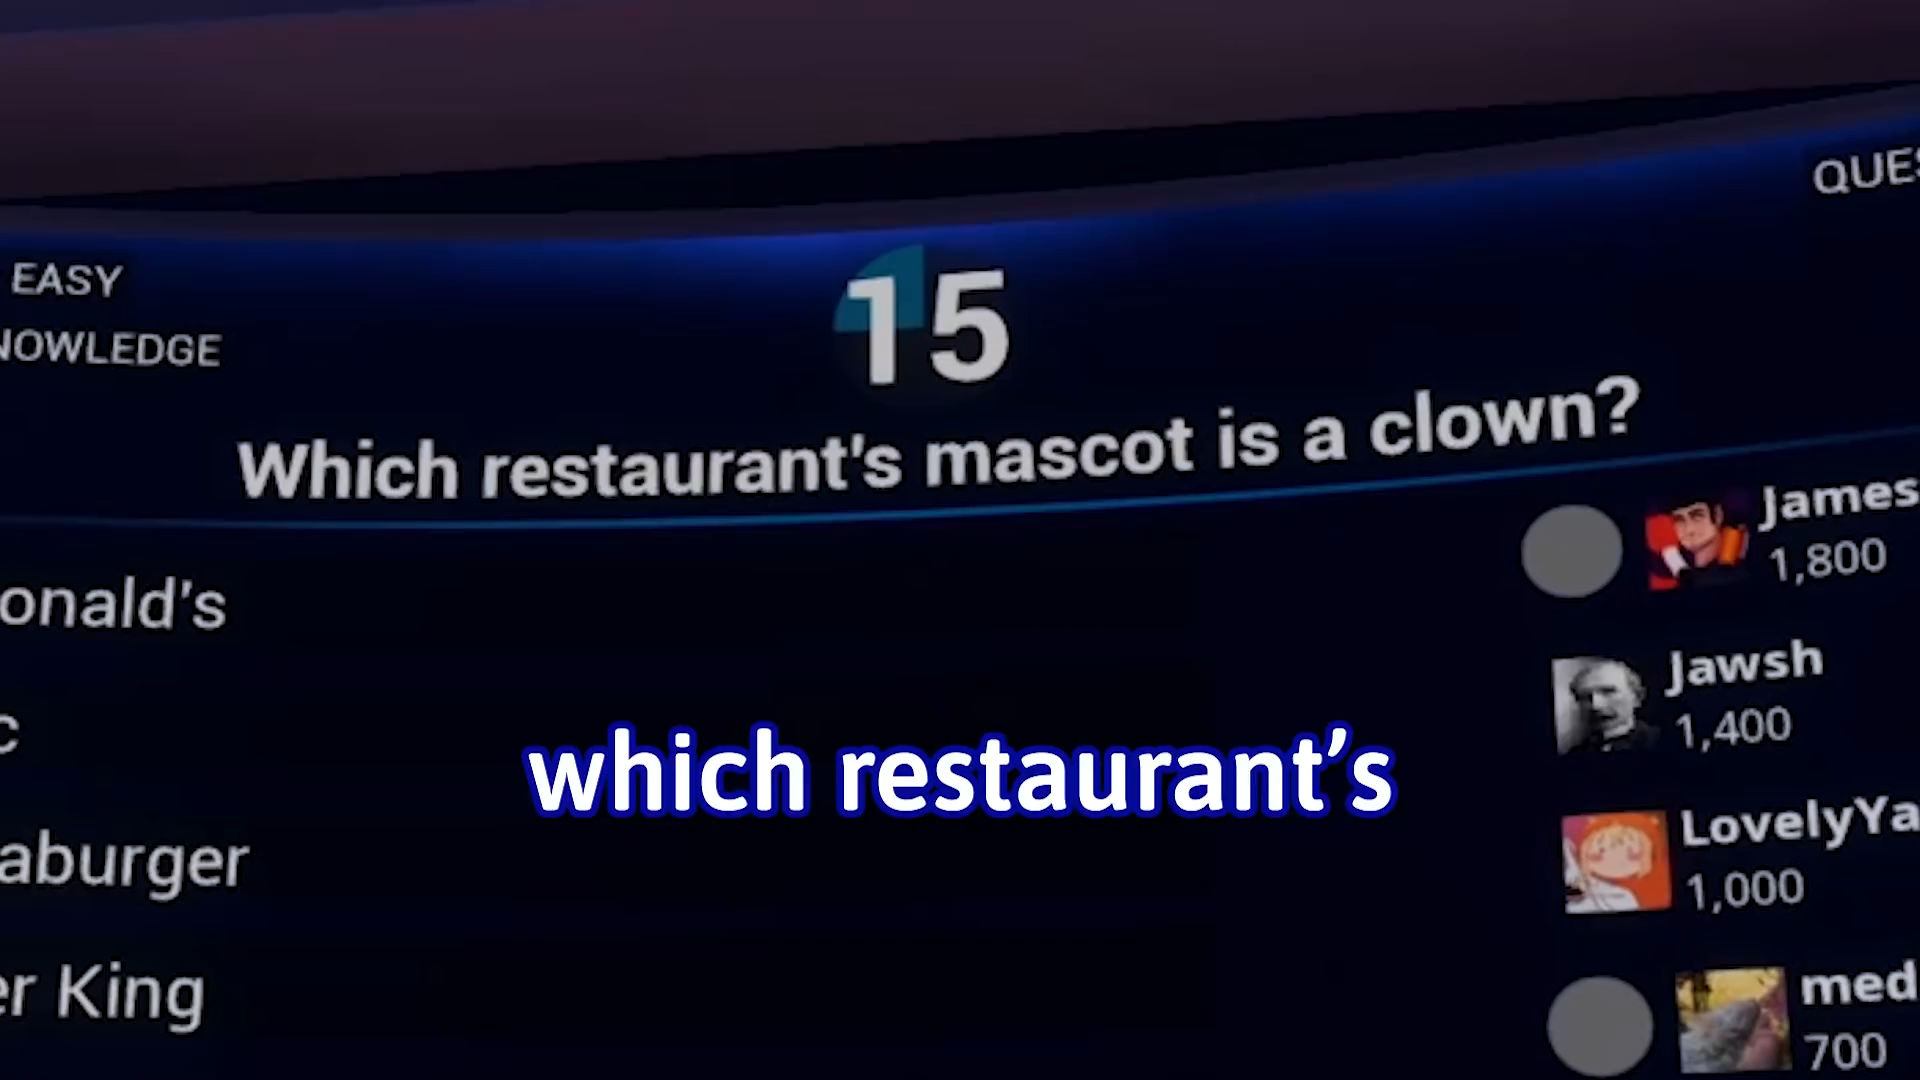 EASY
NOWLEDGE
15
QUES
Which restaurant's mascot is a clown?
onald's
c
aburger
er King
James
1,800
Jawsh
1,400
LovelyYa
1,000
med
700
which restaurant’s